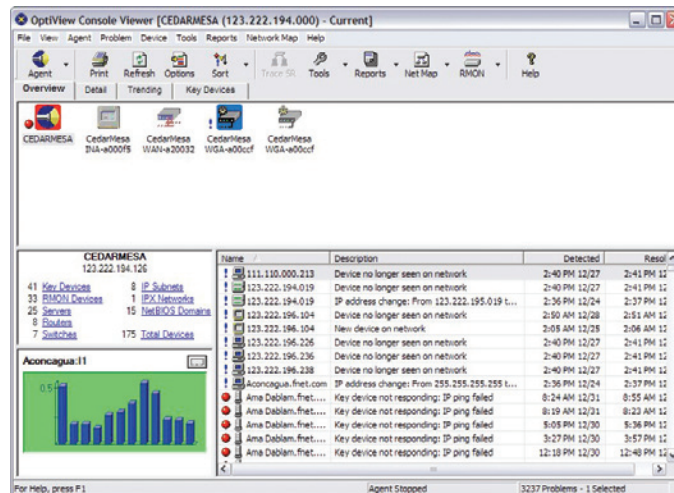 OptiView Console Viewer [CEDARMESA (123.222.194.000) - Current]
File View Agent Problem Device Tools Reports Network Map Help
Agent Print Refresh Options Sort Trace SR Tools Reports Net Map RMON Help
Overview Detail Trending Key Devices
CEDARMESA CedarMesa CedarMesa CedarMesa CedarMesa
INA-a000f5 WAN-a20032 WGA-a00ccf WGA-a00ccf
CEDARMESA
123.222.194.126
41 Key Devices 8 IP Subnets
33 RMON Devices 1 IPX Networks
25 Servers 15 NetBIOS Domains
8 Routers
7 Switches 175 Total Devices
Aconcagua:I1
0.5
Name Description Detected Resol
111.110.000.213 Device no longer seen on network 2:40 PM 12/27 2:41 PM 12
123.222.194.019 Device no longer seen on network 2:40 PM 12/27 2:41 PM 12
123.222.194.019 IP address change: From 123.222.195.019 t... 2:36 PM 12/24 2:37 PM 12
123.222.196.104 Device no longer seen on network 2:50 AM 12/28 2:51 AM 12
123.222.196.104 New device on network 2:05 AM 12/25 2:06 AM 12
123.222.196.226 Device no longer seen on network 2:40 PM 12/27 2:41 PM 12
123.222.196.236 Device no longer seen on network 2:40 PM 12/27 2:41 PM 12
123.222.196.238 Device no longer seen on network 2:40 PM 12/27 2:41 PM 12
Aconcagua.fnet.com IP address change: From 255.255.255.255 t... 2:36 PM 12/24 2:37 PM 12
Ama Dablam.fnet.... Key device not responding: IP ping failed 8:24 AM 12/31 8:55 AM 12
Ama Dablam.fnet.... Key device not responding: IP ping failed 8:19 AM 12/31 8:23 AM 12
Ama Dablam.fnet.... Key device not responding: IP ping failed 5:05 PM 12/30 5:36 PM 12
Ama Dablam.fnet.... Key device not responding: IP ping failed 3:27 PM 12/30 3:57 PM 12
Ama Dablam.fnet.... Key device not responding: IP ping failed 12:18 PM 12/30 12:48 PM 12
For Help, press F1 Agent Stopped 3237 Problems - 1 Selected